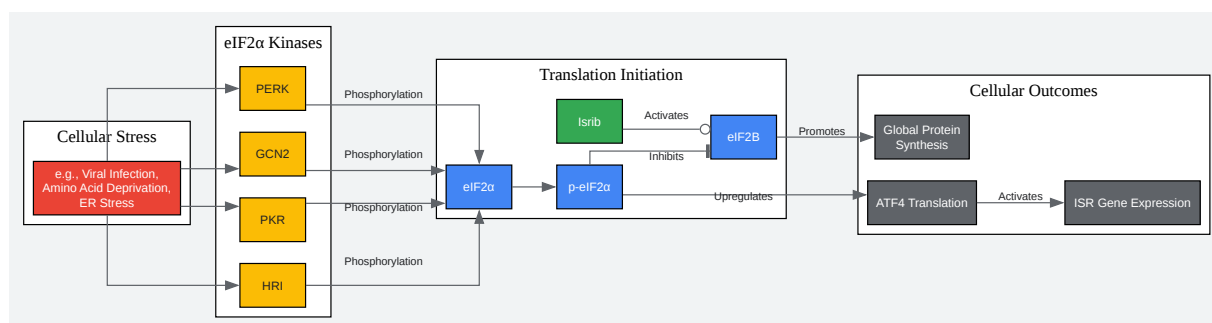 Cellular Stress
e.g., Viral Infection,
Amino Acid Deprivation,
ER Stress
eIF2α Kinases
PERK
GCN2
PKR
HRI
Phosphorylation
Phosphorylation
Phosphorylation
Phosphorylation
Translation Initiation
Isrib
Activates
eIF2B
Inhibits
eIF2α
p-eIF2α
Promotes
Upregulates
Cellular Outcomes
Global Protein
Synthesis
ATF4 Translation
Activates
ISR Gene Expression